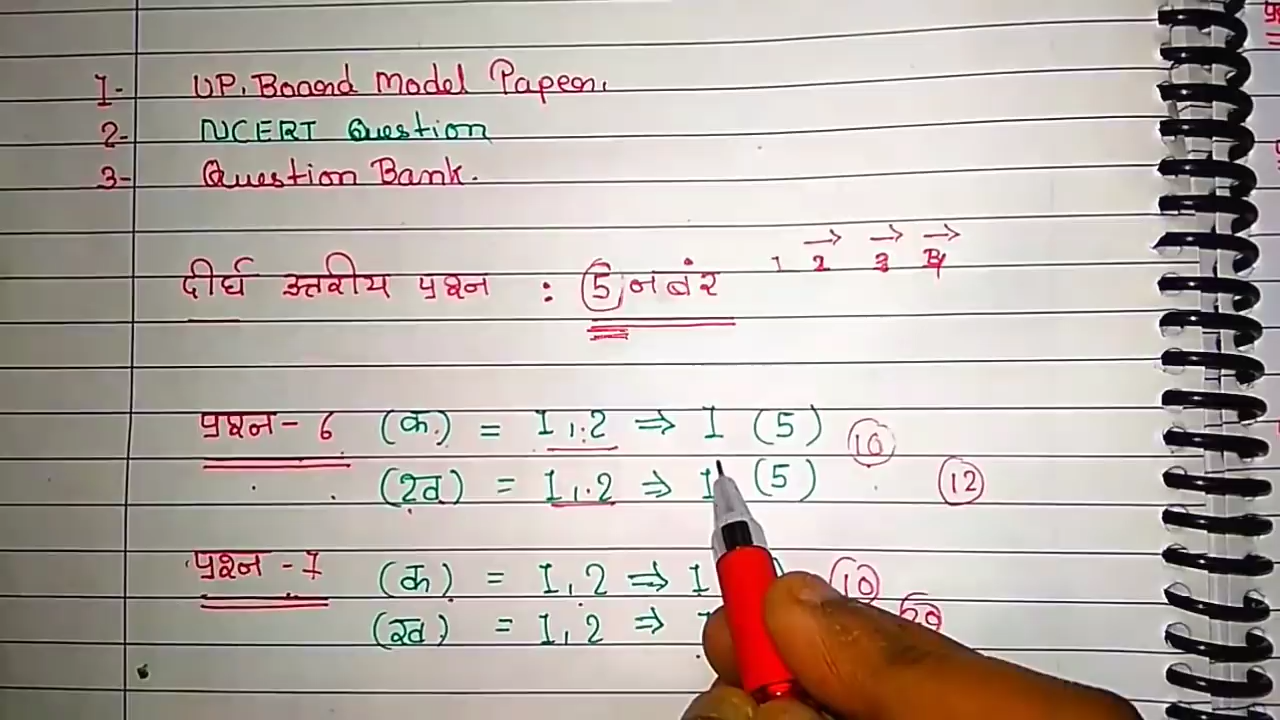 1- UP. Board Model Paper.
2- NCERT Question
3- Question Bank.
दीर्घ उत्तरीय प्रश्न : 5 नबंर 1 2 3
प्रश्न - 6 (क) = 1, 2 ⇒ 1 (5) 10
(ख) = 1, 2 ⇒ 1 (5) 12
प्रश्न - 7 (क) = 1, 2 ⇒ 1 10
(ख) = 1, 2 ⇒